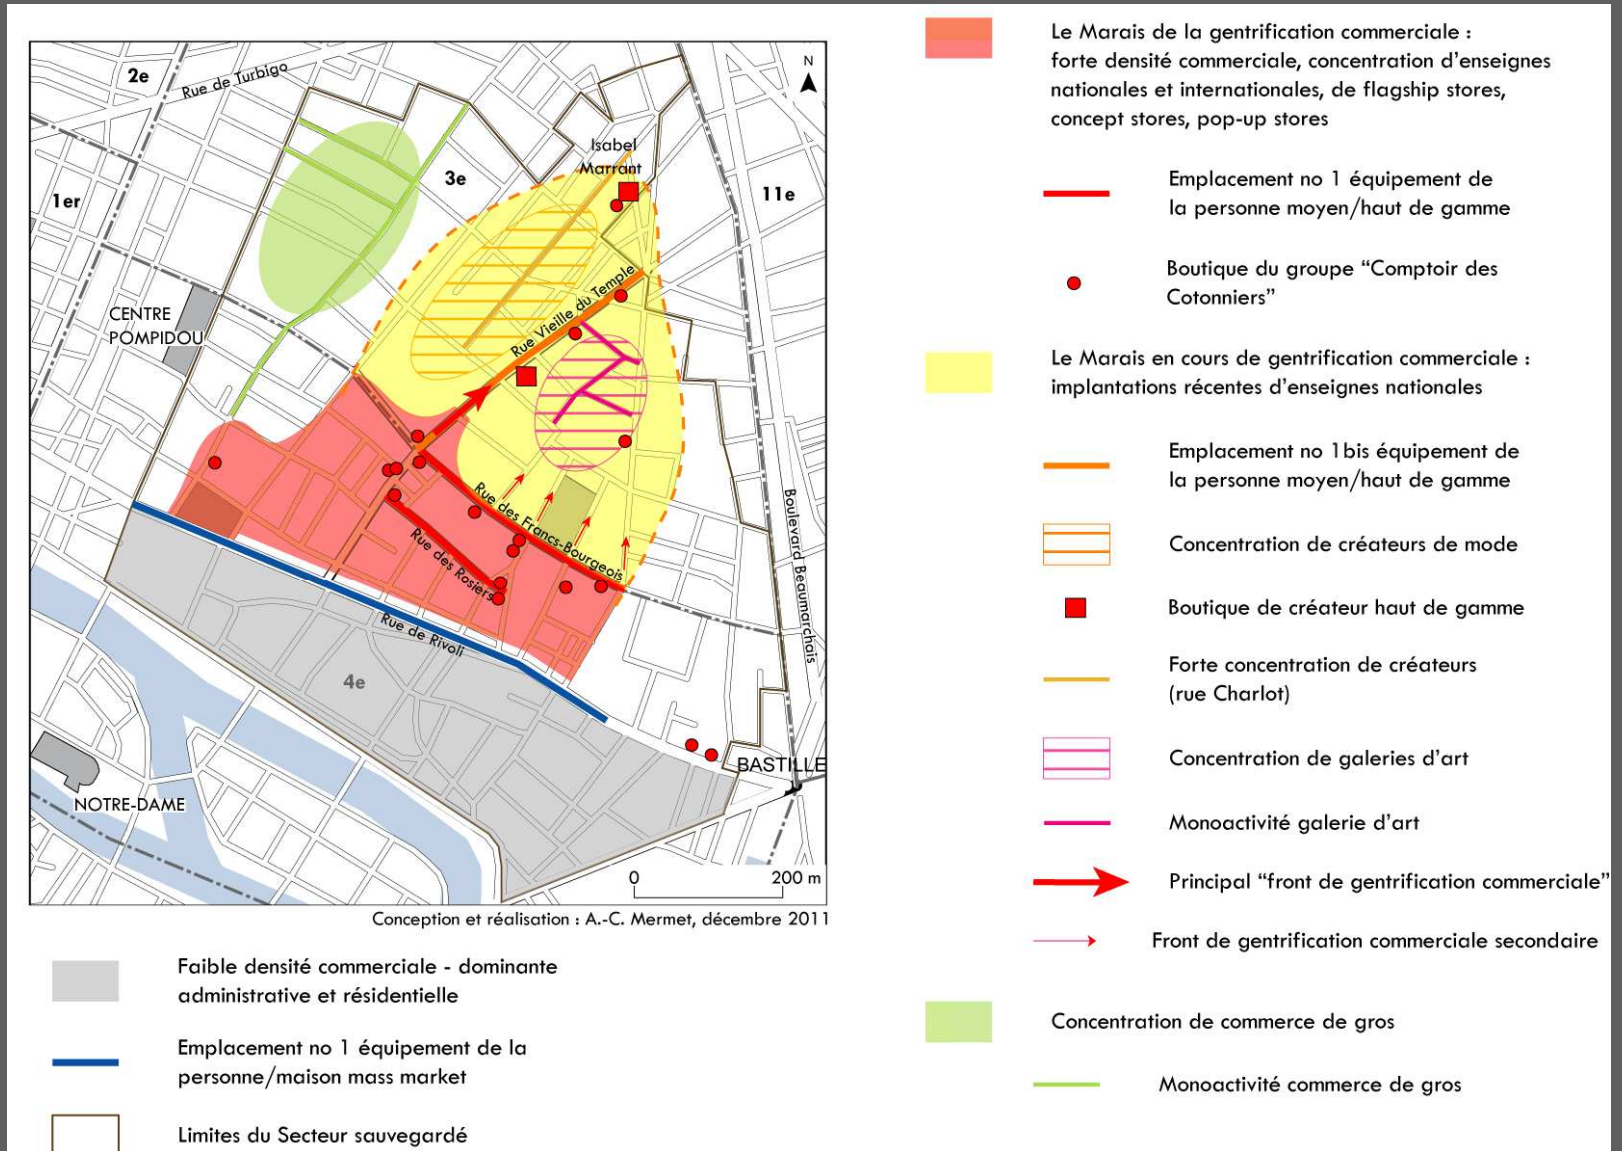 2e
Rue de Turbigo
N
Isabel
Marrant
3e
11e
1er
Rue Vieille du Temple
CENTRE
POMPIDOU
Rue des Francs-Bourgeois
Boulevard Beaumarchais
Rue des Rosiers
Rue de Rivoli
4e
BASTILLE
NOTRE-DAME
0
200 m
Conception et réalisation : A.-C. Mermet, décembre 2011
Faible densité commerciale - dominante
administrative et résidentielle
Emplacement no 1 équipement de la
personne/maison mass market
Limites du Secteur sauvegardé
Le Marais de la gentrification commerciale :
forte densité commerciale, concentration d'enseignes
nationales et internationales, de flagship stores,
concept stores, pop-up stores
Emplacement no 1 équipement de
la personne moyen/haut de gamme
Boutique du groupe “Comptoir des
Cotonniers”
Le Marais en cours de gentrification commerciale :
implantations récentes d'enseignes nationales
Emplacement no 1bis équipement de
la personne moyen/haut de gamme
Concentration de créateurs de mode
Boutique de créateur haut de gamme
Forte concentration de créateurs
(rue Charlot)
Concentration de galeries d'art
Monoactivité galerie d'art
Principal “front de gentrification commerciale”
Front de gentrification commerciale secondaire
Concentration de commerce de gros
Monoactivité commerce de gros